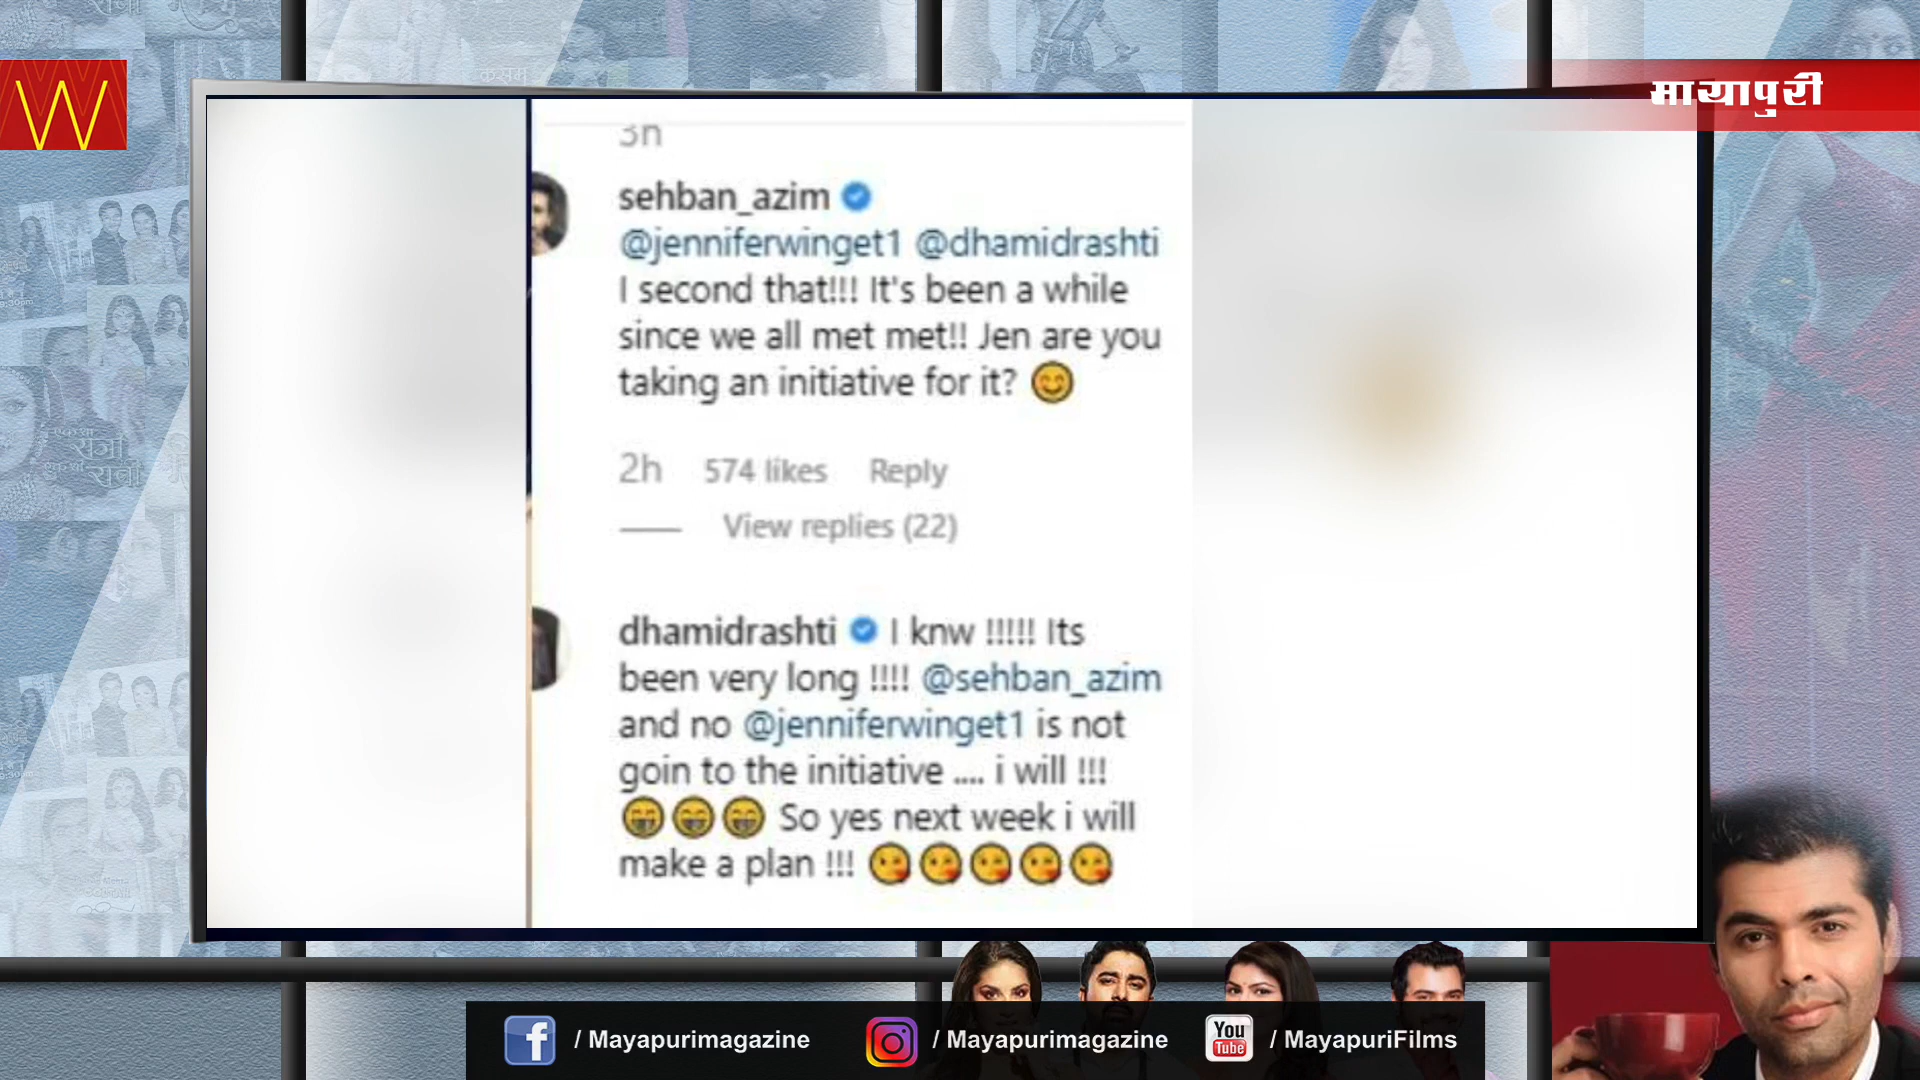 मायापुरी
W
3h
sehban_azim
@jenniferwinget1 @dhamidrashti
I second that!!! It's been a while
since we all met met!! Jen are you
taking an initiative for it? 😊
2h 574 likes Reply
View replies (22)
dhamidrashti I knw !!!!! Its
been very long !!!! @sehban_azim
and no @jenniferwinget1 is not
goin to the initiative .... i will !!!
😁😁😁 So yes next week i will
make a plan !!! 😘😘😘😘😘
कसम
एक था
राजा
एक थी
रानी
/ Mayapurimagazine
/ Mayapurimagazine
You
Tube
/ MayapuriFilms